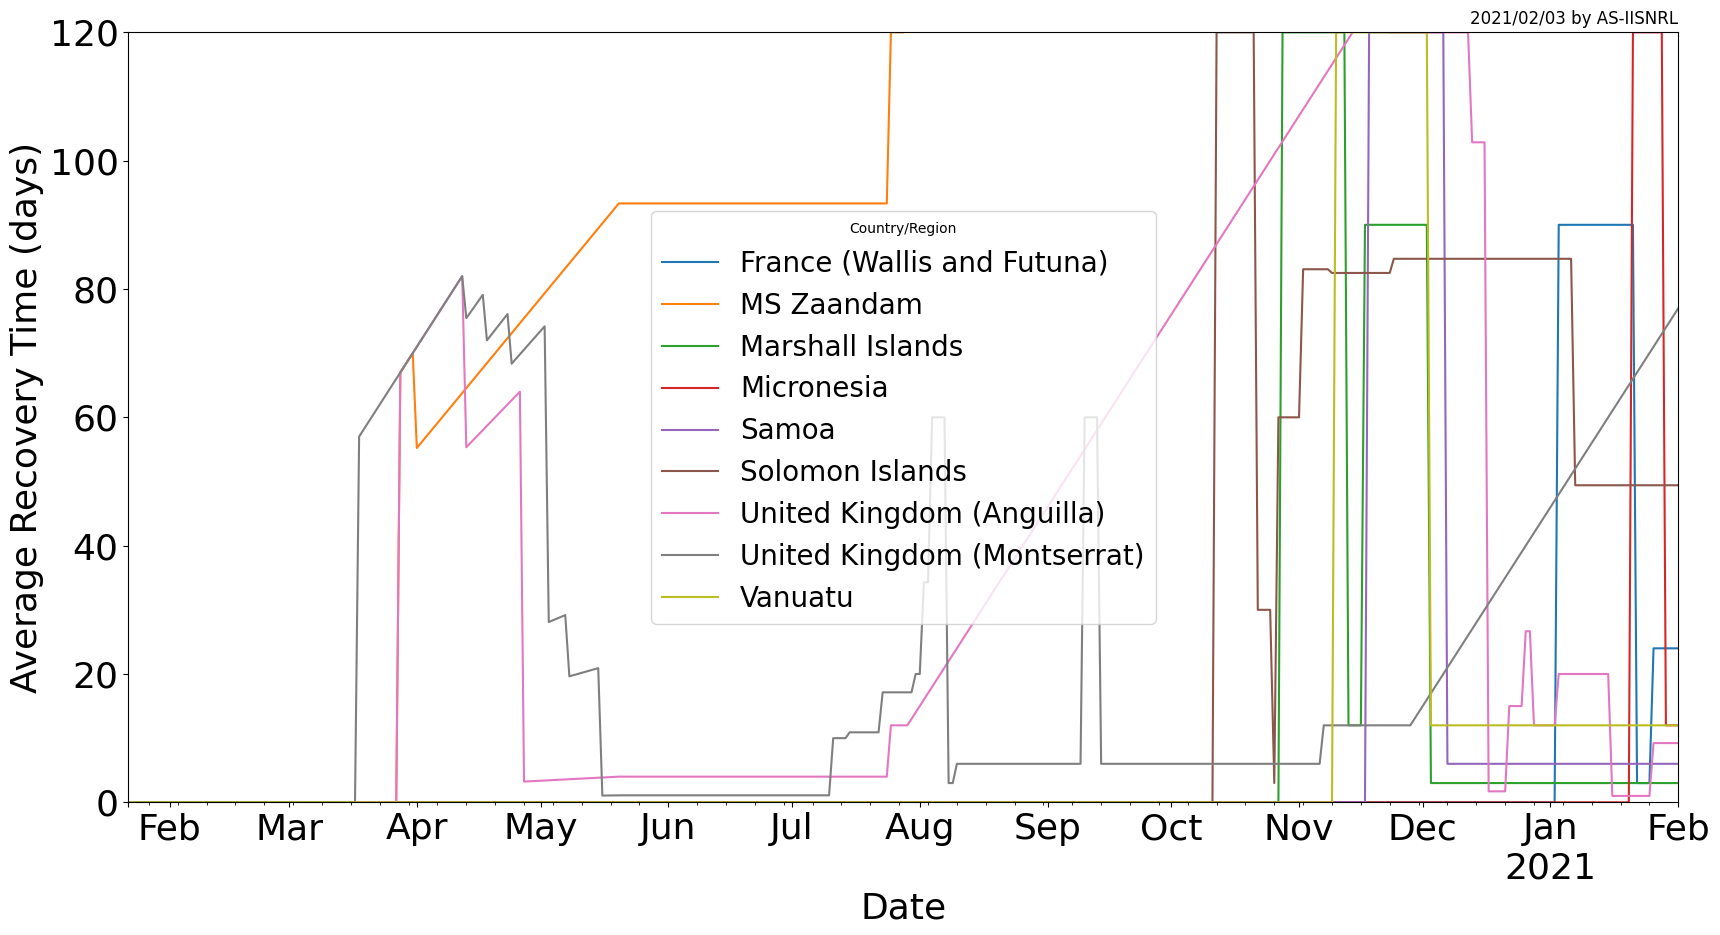 2021/02/03 by AS-IISNRL
120
100
80
60
40
20
0
Average Recovery Time (days)
Country/Region
France (Wallis and Futuna)
MS Zaandam
Marshall Islands
Micronesia
Samoa
Solomon Islands
United Kingdom (Anguilla)
United Kingdom (Montserrat)
Vanuatu
Feb Mar Apr May Jun Jul Aug Sep Oct Nov Dec Jan Feb
2021
Date